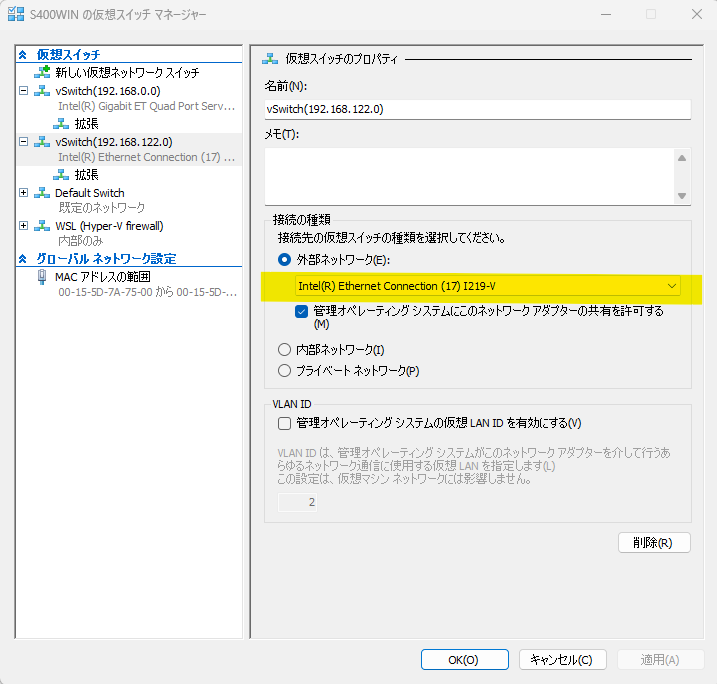 S400WIN の仮想スイッチ マネージャー
仮想スイッチ
新しい仮想ネットワーク スイッチ
vSwitch(192.168.0.0)
Intel(R) Gigabit ET Quad Port Serv...
拡張
vSwitch(192.168.122.0)
Intel(R) Ethernet Connection (17) ...
拡張
Default Switch
既定のネットワーク
WSL (Hyper-V firewall)
内部のみ
グローバル ネットワーク設定
MAC アドレスの範囲
00-15-5D-7A-75-00 から 00-15-5D-...
仮想スイッチのプロパティ
名前(N):
vSwitch(192.168.122.0)
メモ(T):
接続の種類
接続先の仮想スイッチの種類を選択してください。
外部ネットワーク(E):
Intel(R) Ethernet Connection (17) I219-V
管理オペレーティング システムにこのネットワーク アダプターの共有を許可する
(M)
内部ネットワーク(I)
プライベート ネットワーク(P)
VLAN ID
管理オペレーティング システムの仮想 LAN ID を有効にする(V)
VLAN ID は、管理オペレーティング システムがこのネットワーク アダプターを介して行うあ
らゆるネットワーク通信に使用する仮想 LAN を指定します(L)
この設定は、仮想マシン ネットワークには影響しません。
2
削除(R)
OK(O)
キャンセル(C)
適用(A)